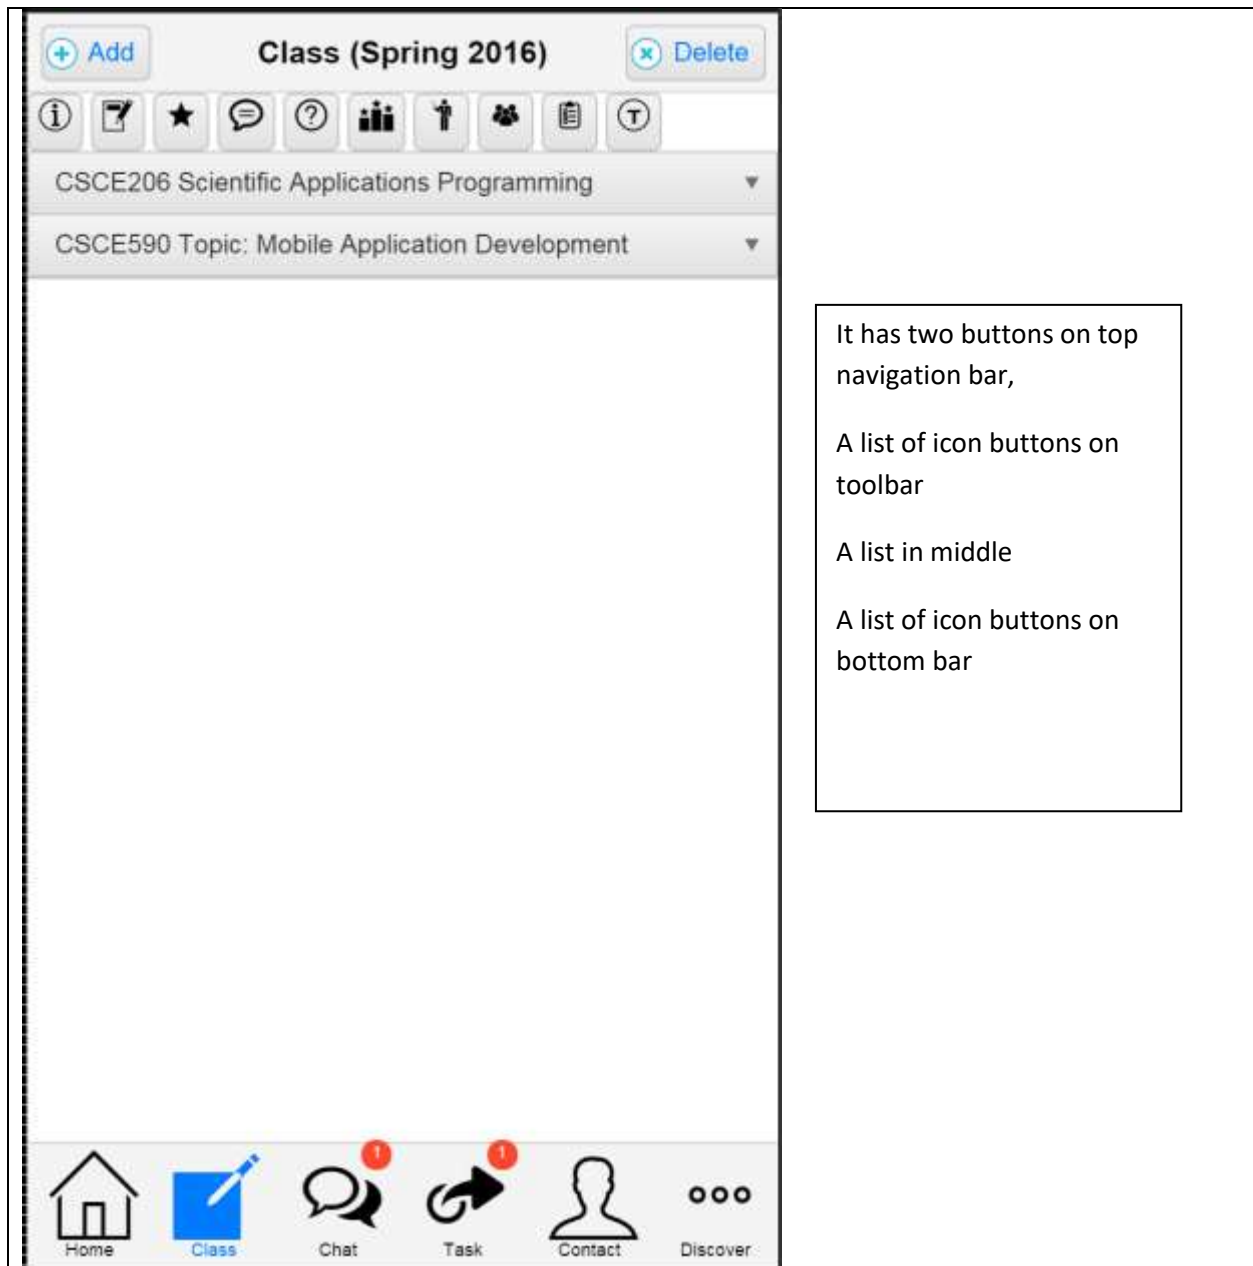 Add Class (Spring 2016) Delete
T
CSCE206 Scientific Applications Programming
CSCE590 Topic: Mobile Application Development
It has two buttons on top
navigation bar,
A list of icon buttons on
toolbar
A list in middle
A list of icon buttons on
bottom bar
1 1
Home Class Chat Task Contact Discover